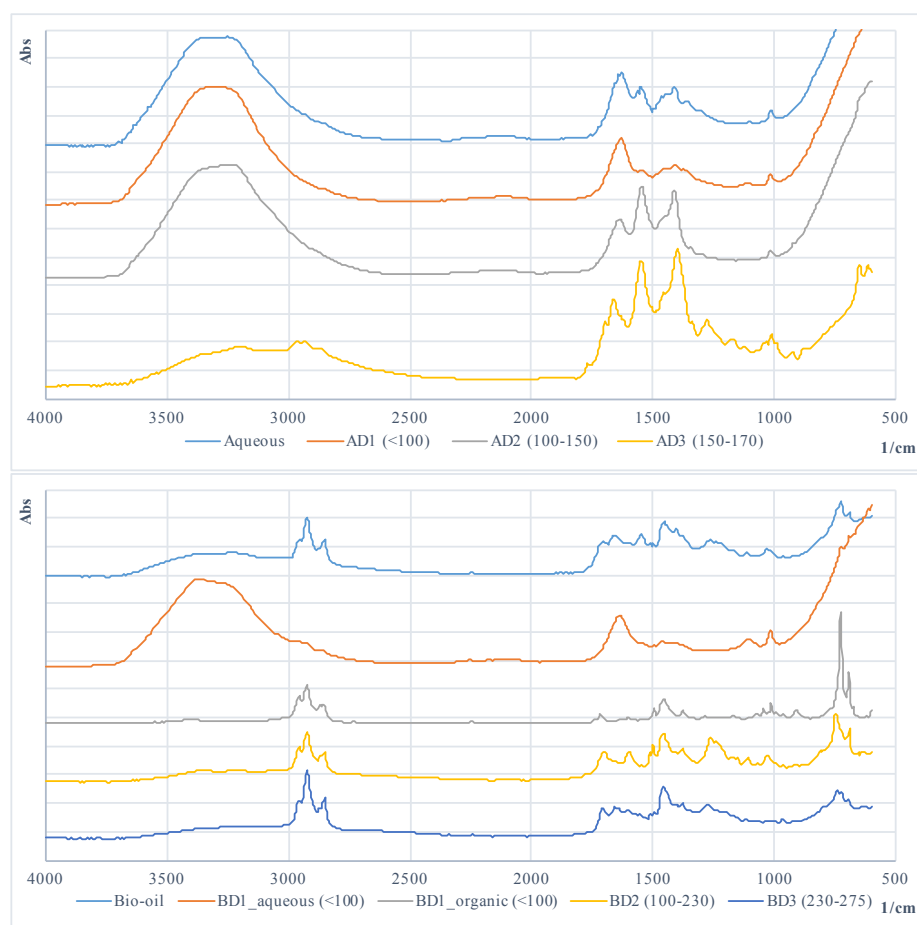 Abs
4000 3500 3000 2500 2000 1500 1000 500
Aqueous AD1 (<100) AD2 (100-150) AD3 (150-170)
1/cm
Abs
4000 3500 3000 2500 2000 1500 1000 500
Bio-oil BD1_aqueous (<100) BD1_organic (<100) BD2 (100-230) BD3 (230-275)
1/cm